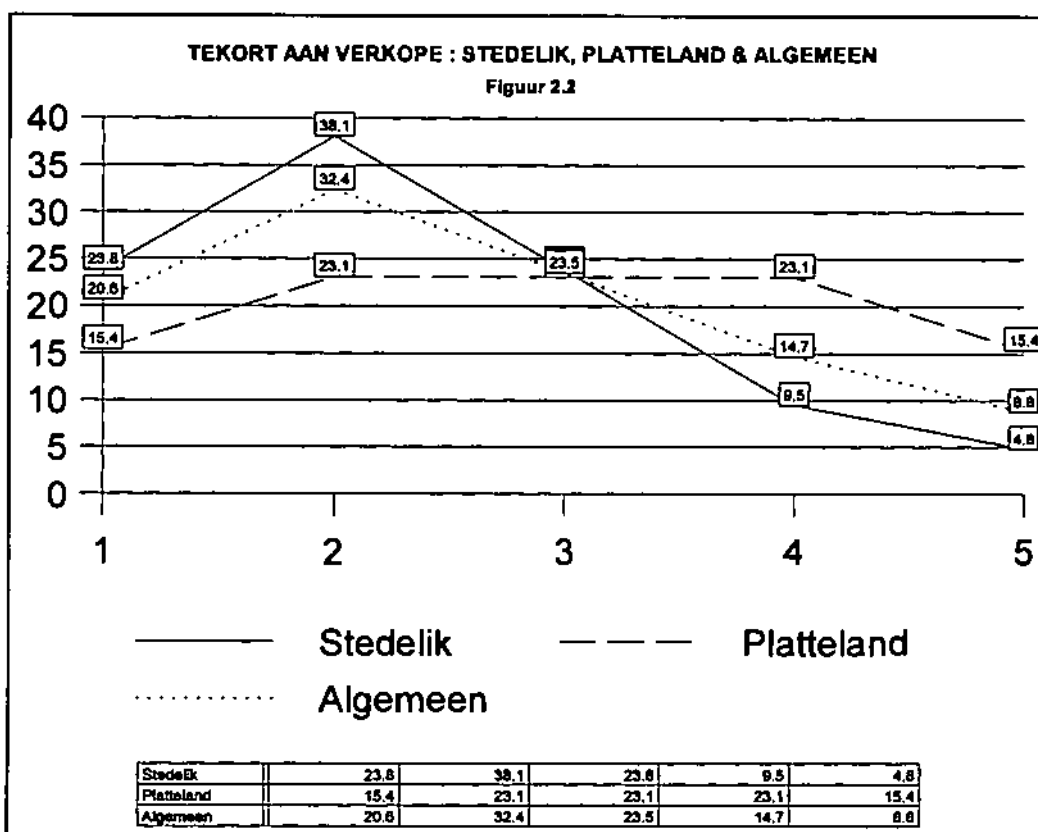 TEKORT AAN VERKOPE : STEDELIK, PLATTELAND & ALGEMEEN
Figuur 2.2
40
38,1
35
32,4
30
25
23,8
23,1
23,5
23,1
20,6
20
15,4
15
14,7
15,4
10
9,5
8,8
5
4,8
0
1 2 3 4 5
Stedelik Platteland
Algemeen
Stedelik 23,8 38,1 23,8 9,5 4,8
Platteland 15,4 23,1 23,1 23,1 15,4
Algemeen 20,6 32,4 23,5 14,7 8,8